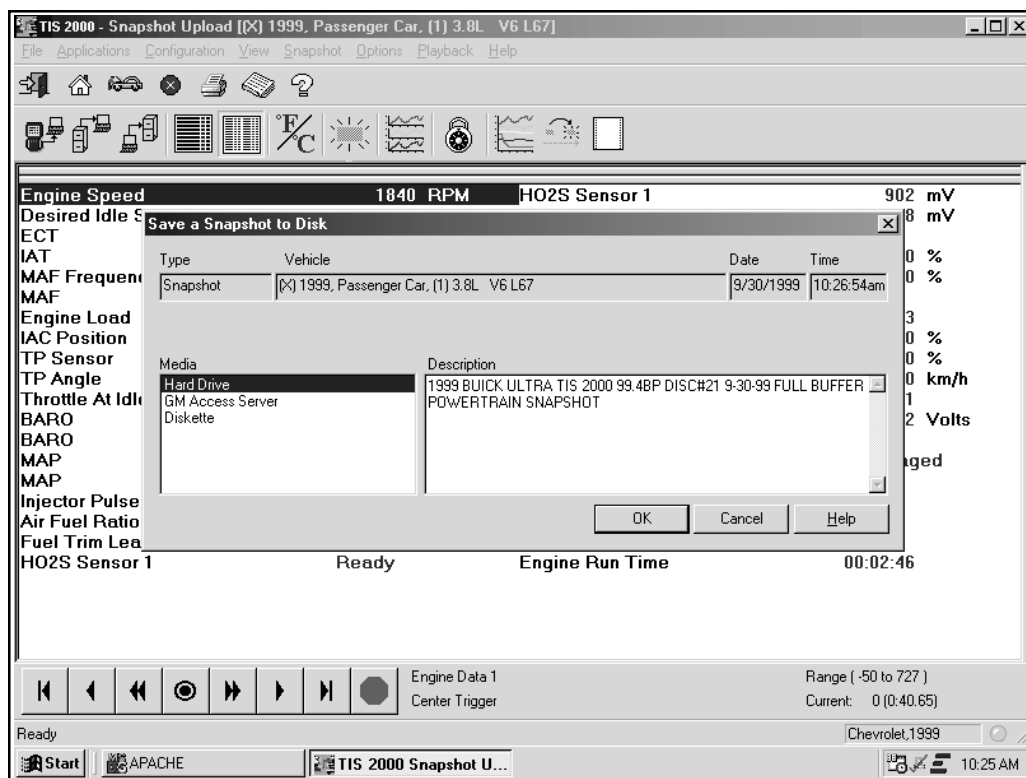 TIS 2000 - Snapshot Upload [(X) 1999, Passenger Car, (1) 3.8L V6 L67]
File Applications Configuration View Snapshot Options Playback Help
°F/C
Engine Speed 1840 RPM HO2S Sensor 1 902 mV
Desired Idle S 8 mV
Save a Snapshot to Disk
ECT
IAT 0 %
Type Vehicle Date Time
MAF Frequen 0 %
Snapshot (X) 1999, Passenger Car, (1) 3.8L V6 L67 9/30/1999 10:26:54am
MAF
Engine Load 3
IAC Position 0 %
TP Sensor 0 %
Media Description
TP Angle 0 km/h
Hard Drive 1999 BUICK ULTRA TIS 2000 99.4BP DISC#21 9-30-99 FULL BUFFER
Throttle At Idle 1
GM Access Server POWERTRAIN SNAPSHOT
BARO 2 Volts
Diskette
BARO
MAP aged
MAP
Injector Pulse
Air Fuel Ratio
OK Cancel Help
Fuel Trim Lea
HO2S Sensor 1 Ready Engine Run Time 00:02:46
Engine Data 1 Range ( -50 to 727 )
Center Trigger Current: 0 (0:40.65)
Ready Chevrolet,1999
Start APACHE TIS 2000 Snapshot U... 10:25 AM